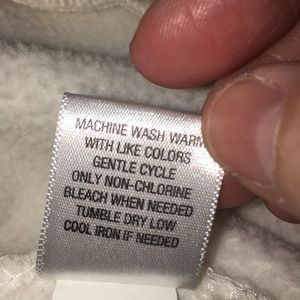 MACHINE WASH WARM
WITH LIKE COLORS
GENTLE CYCLE
ONLY NON-CHLORINE
BLEACH WHEN NEEDED
TUMBLE DRY LOW
COOL IRON IF NEEDED